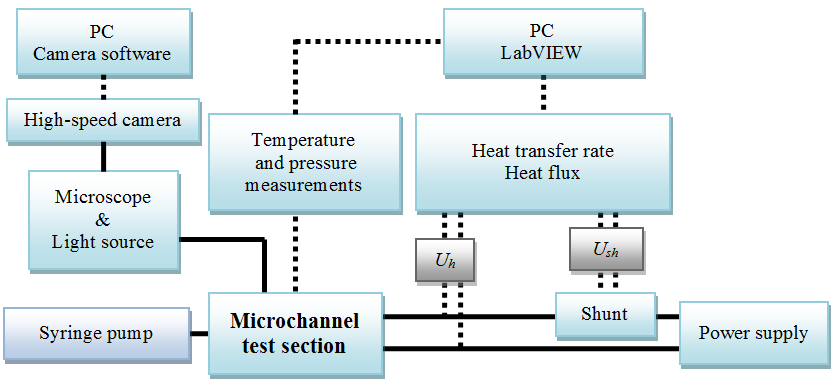 PC
Camera software
PC
LabVIEW
High-speed camera
Temperature
and pressure
measurements
Heat transfer rate
Heat flux
Microscope
&
Light source
Uh
Ush
Syringe pump
Microchannel
test section
Shunt
Power supply